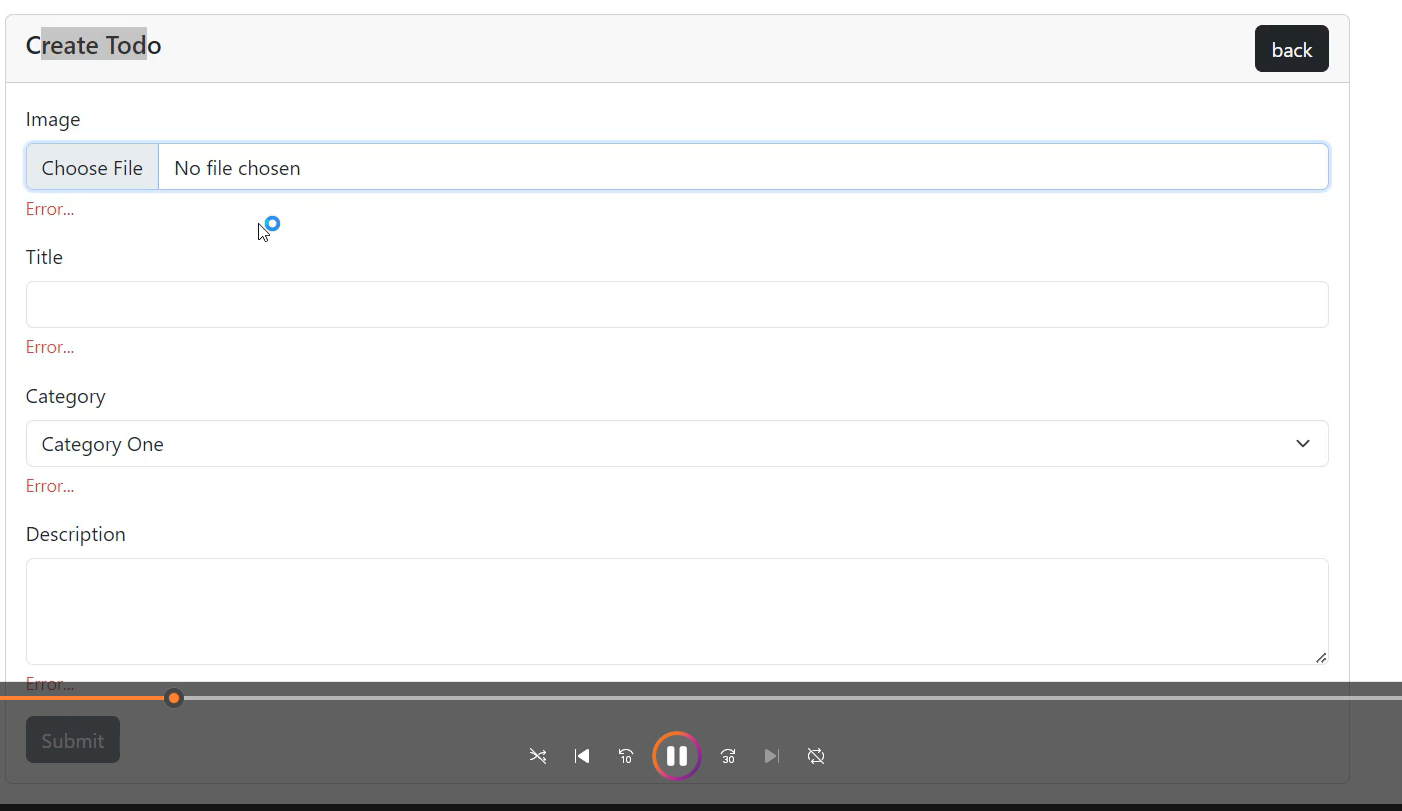 Create Todo
back
Image
Choose File No file chosen
Error...
Title
Error...
Category
Category One
Error...
Description
Error...
Submit
10
30